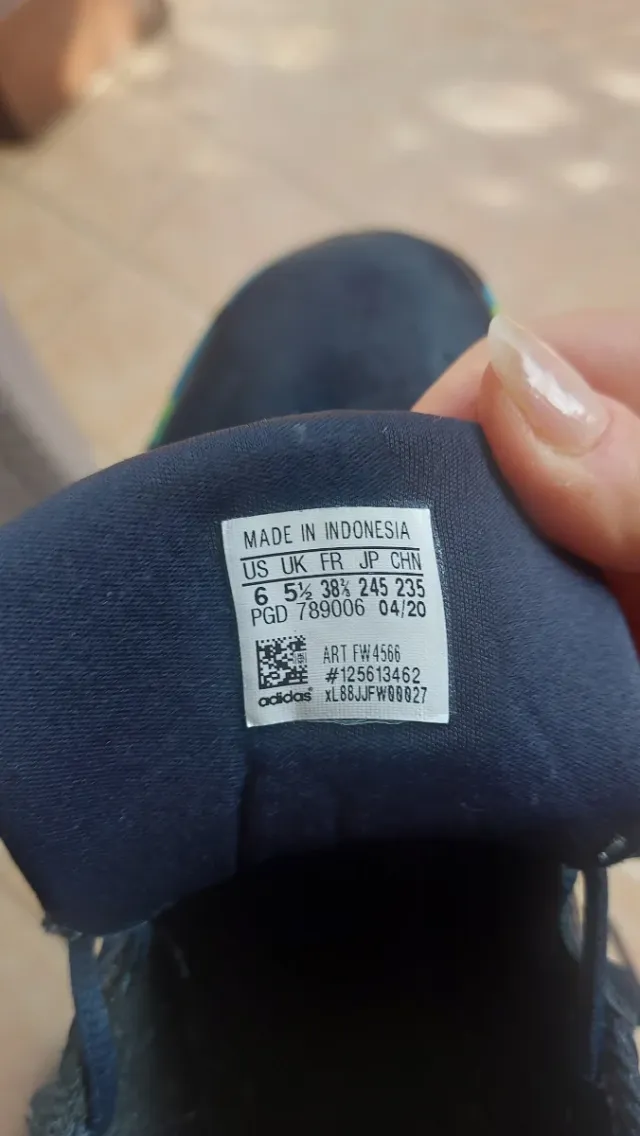 MADE IN INDONESIA
US UK FR JP CHN
6 5½ 38⅔ 245 235
PGD 789006 04/20
ART FW4566
#125613462
adidas® xL88JJFW00027